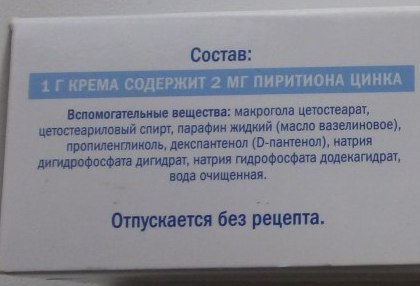 Состав:
1 Г КРЕМА СОДЕРЖИТ 2 МГ ПИРИТИОНА ЦИНКА
Вспомогательные вещества: макрогола цетостеарат,
цетостеариловый спирт, парафин жидкий (масло вазелиновое),
пропиленгликоль, декспантенол (D-пантенол), натрия
дигидрофосфата дигидрат, натрия гидрофосфата додекагидрат,
вода очищенная.
Отпускается без рецепта.